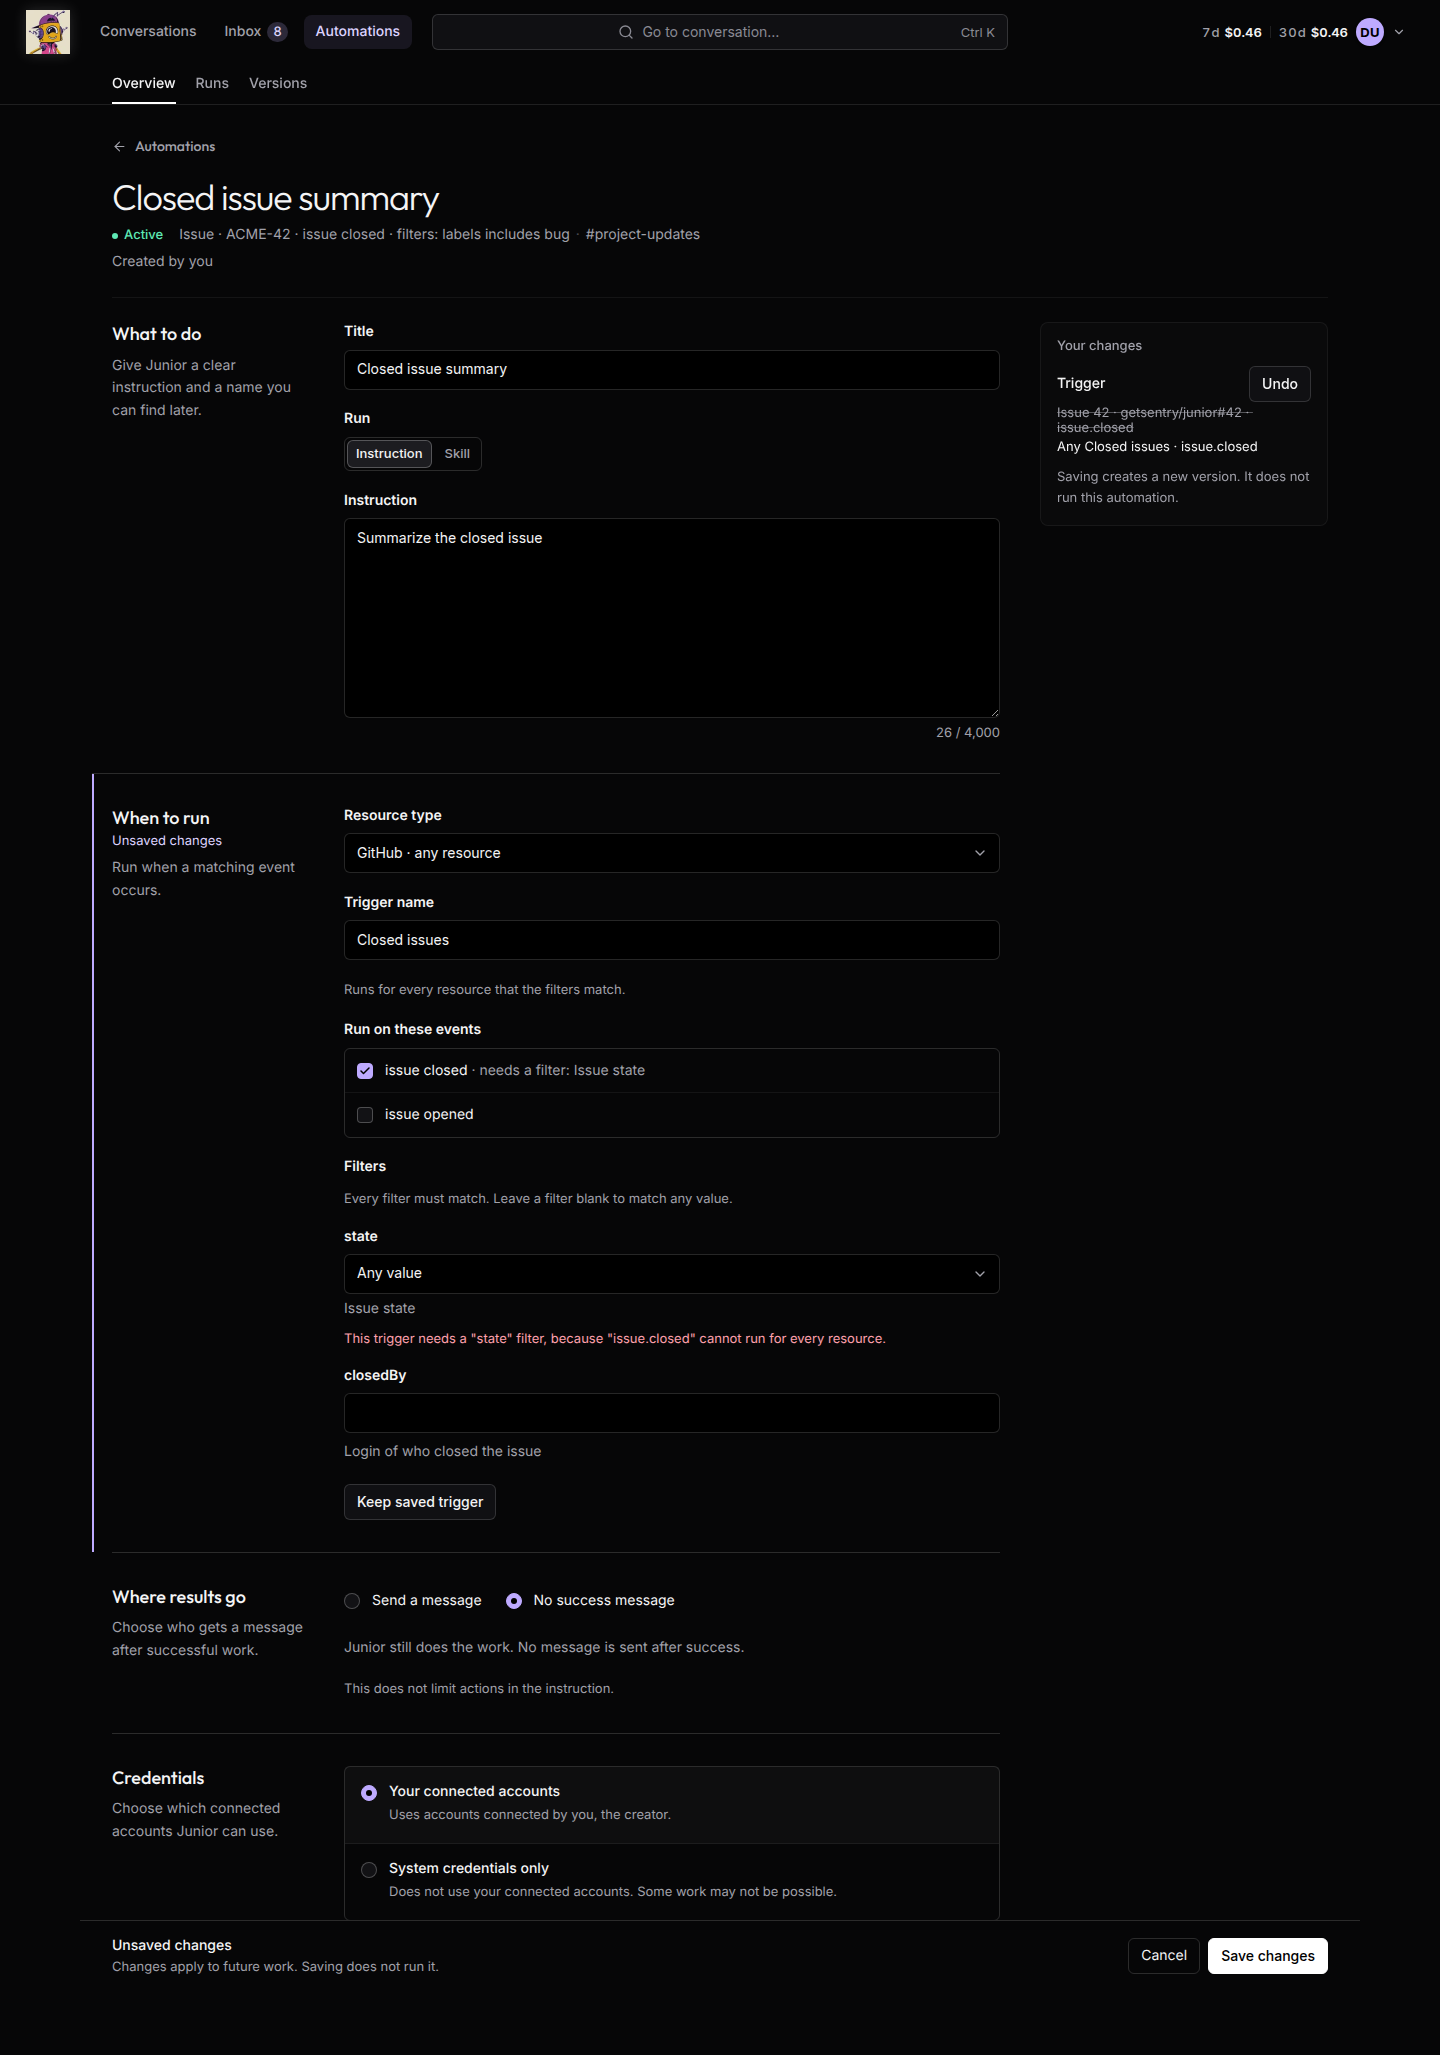 Conversations
Inbox 8
Automations
Go to conversation...
Ctrl K
7d $0.46
30d $0.46
DU
Overview
Runs
Versions
Automations
Closed issue summary
Active Issue · ACME-42 · issue closed · filters: labels includes bug · #project-updates
Created by you
What to do
Give Junior a clear
instruction and a name you
can find later.
Title
Closed issue summary
Run
Instruction
Skill
Instruction
Summarize the closed issue
26 / 4,000
Your changes
Trigger
Undo
Issue 42 · getsentry/junior#42 ·
issue.closed
Any Closed issues · issue.closed
Saving creates a new version. It does not
run this automation.
When to run
Unsaved changes
Run when a matching event
occurs.
Resource type
GitHub · any resource
Trigger name
Closed issues
Runs for every resource that the filters match.
Run on these events
issue closed · needs a filter: Issue state
issue opened
Filters
Every filter must match. Leave a filter blank to match any value.
state
Any value
Issue state
This trigger needs a "state" filter, because "issue.closed" cannot run for every resource.
closedBy
Login of who closed the issue
Keep saved trigger
Where results go
Choose who gets a message
after successful work.
Send a message
No success message
Junior still does the work. No message is sent after success.
This does not limit actions in the instruction.
Credentials
Choose which connected
accounts Junior can use.
Your connected accounts
Uses accounts connected by you, the creator.
System credentials only
Does not use your connected accounts. Some work may not be possible.
Unsaved changes
Changes apply to future work. Saving does not run it.
Cancel
Save changes